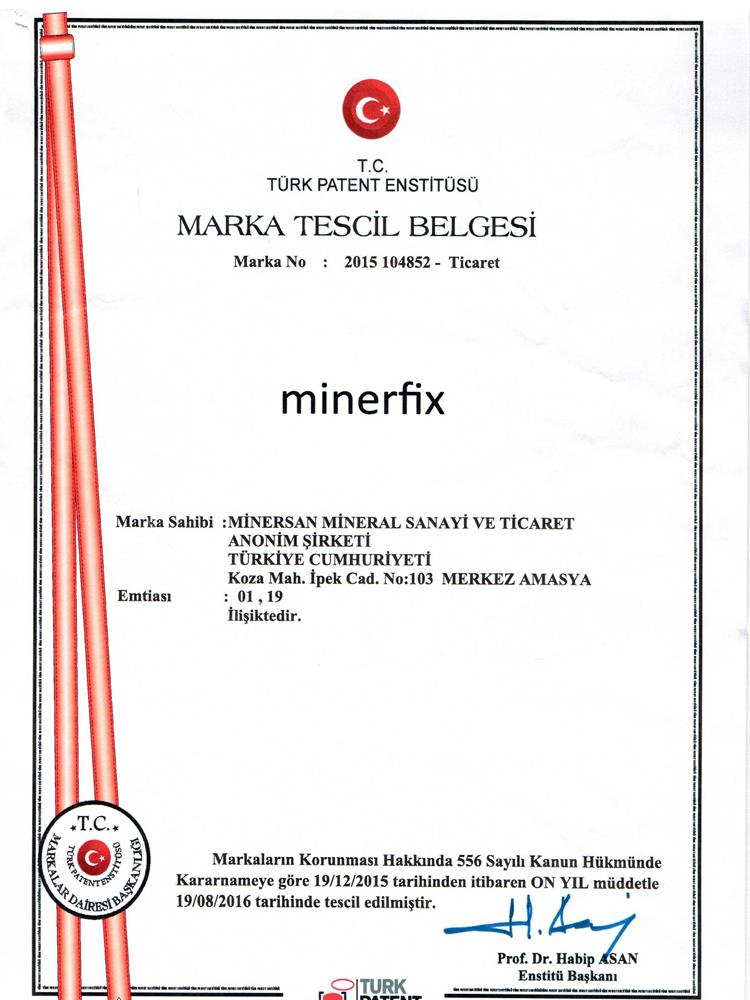 T.C.
TÜRK PATENT ENSTİTÜSÜ
MARKA TESCİL BELGESİ
Marka No : 2015 104852 - Ticaret
minerfix
Marka Sahibi :MİNERSAN MİNERAL SANAYİ VE TİCARET
ANONİM ŞİRKETİ
TÜRKİYE CUMHURİYETİ
Koza Mah. İpek Cad. No:103 MERKEZ AMASYA
Emtiası : 01 , 19
İlişiktedir.
T.C.
TÜRK PATENT ENSTİTÜSÜ
MARKALAR DAİRESİ BAŞKANLIĞI
Markaların Korunması Hakkında 556 Sayılı Kanun Hükmünde
Kararnameye göre 19/12/2015 tarihinden itibaren ON YIL müddetle
19/08/2016 tarihinde tescil edilmiştir.
Prof. Dr. Habip ASAN
Enstitü Başkanı
TURK
PATENT